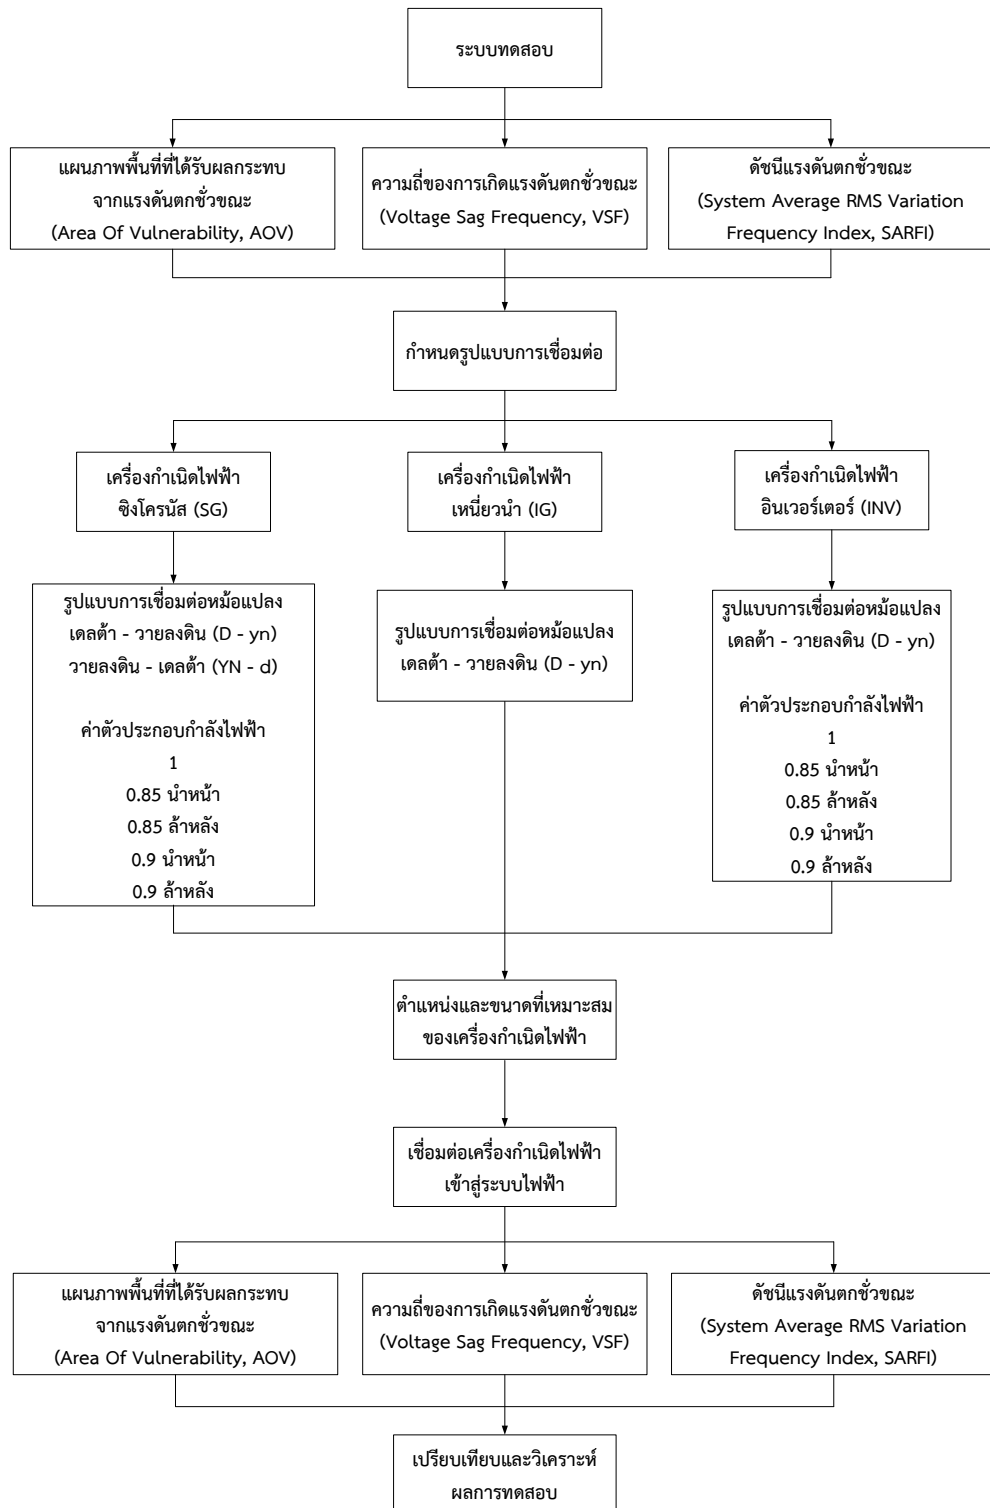 ระบบทดสอบ
แผนภาพพื้นที่ที่ได้รับผลกระทบ
จากแรงดันตกชั่วขณะ
(Area Of Vulnerability, AOV)
ความถี่ของการเกิดแรงดันตกชั่วขณะ
(Voltage Sag Frequency, VSF)
ดัชนีแรงดันตกชั่วขณะ
(System Average RMS Variation
Frequency Index, SARFI)
กำหนดรูปแบบการเชื่อมต่อ
เครื่องกำเนิดไฟฟ้า
ซิงโครนัส (SG)
เครื่องกำเนิดไฟฟ้า
เหนี่ยวนำ (IG)
เครื่องกำเนิดไฟฟ้า
อินเวอร์เตอร์ (INV)
รูปแบบการเชื่อมต่อหม้อแปลง
เดลต้า - วายลงดิน (D - yn)
วายลงดิน - เดลต้า (YN - d)
ค่าตัวประกอบกำลังไฟฟ้า
1
0.85 นำหน้า
0.85 ล้าหลัง
0.9 นำหน้า
0.9 ล้าหลัง
รูปแบบการเชื่อมต่อหม้อแปลง
เดลต้า - วายลงดิน (D - yn)
รูปแบบการเชื่อมต่อหม้อแปลง
เดลต้า - วายลงดิน (D - yn)
ค่าตัวประกอบกำลังไฟฟ้า
1
0.85 นำหน้า
0.85 ล้าหลัง
0.9 นำหน้า
0.9 ล้าหลัง
ตำแหน่งและขนาดที่เหมาะสม
ของเครื่องกำเนิดไฟฟ้า
เชื่อมต่อเครื่องกำเนิดไฟฟ้า
เข้าสู่ระบบไฟฟ้า
แผนภาพพื้นที่ที่ได้รับผลกระทบ
จากแรงดันตกชั่วขณะ
(Area Of Vulnerability, AOV)
ความถี่ของการเกิดแรงดันตกชั่วขณะ
(Voltage Sag Frequency, VSF)
ดัชนีแรงดันตกชั่วขณะ
(System Average RMS Variation
Frequency Index, SARFI)
เปรียบเทียบและวิเคราะห์
ผลการทดสอบ